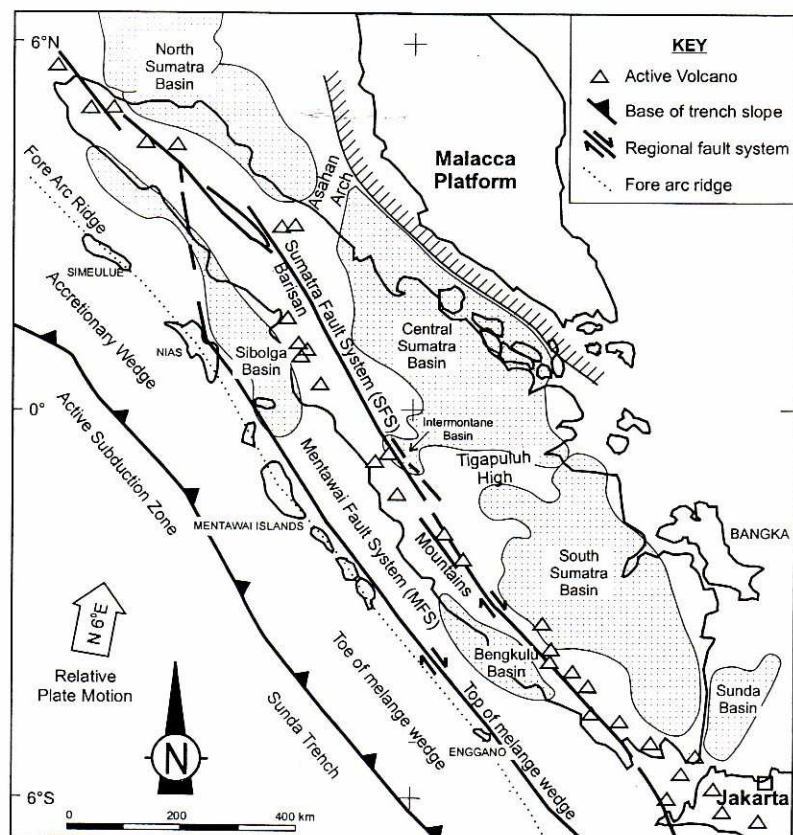 6°N
0°
6°S
North
Sumatra
Basin
KEY
Active Volcano
Base of trench slope
Regional fault system
Fore arc ridge
Malacca
Platform
Asahan
Arch
Fore Arc Ridge
SIMEULUE
Accretionary Wedge
NIAS
Sibolga
Basin
Barisan
Sumatra Fault System (SFS)
Central
Sumatra
Basin
Intermontane
Basin
Tigapuluh
High
Active Subduction Zone
MENTAWAI ISLANDS
Mentawai Fault System (MFS)
Mountains
South
Sumatra
Basin
BANGKA
Bengkulu
Basin
Sunda
Basin
N 6°E
Relative
Plate Motion
N
Sunda Trench
Toe of melange wedge
Top of melange wedge
ENGGANO
Jakarta
0 200 400 km